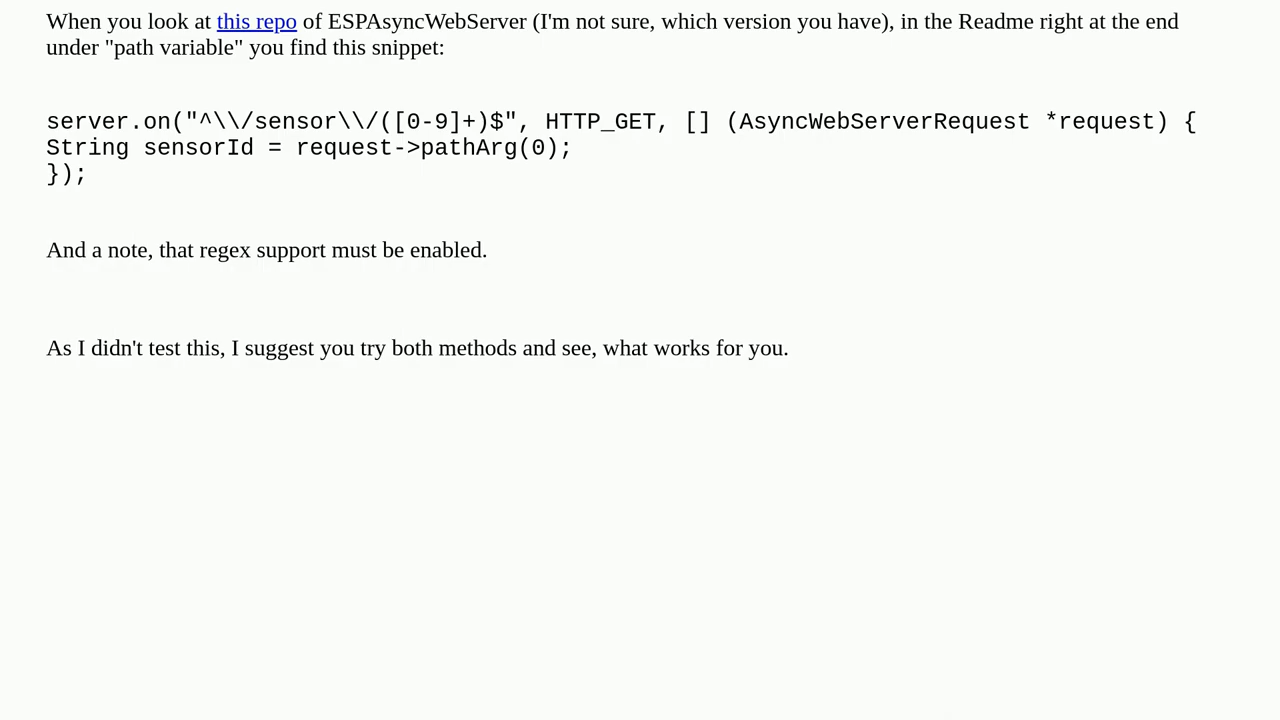 When you look at this repo of ESPAsyncWebServer (I'm not sure, which version you have), in the Readme right at the end
under "path variable" you find this snippet:
server.on("^\\/sensor\\/([0-9]+)$", HTTP_GET, [] (AsyncWebServerRequest *request) {
String sensorId = request->pathArg(0);
});
And a note, that regex support must be enabled.
As I didn't test this, I suggest you try both methods and see, what works for you.